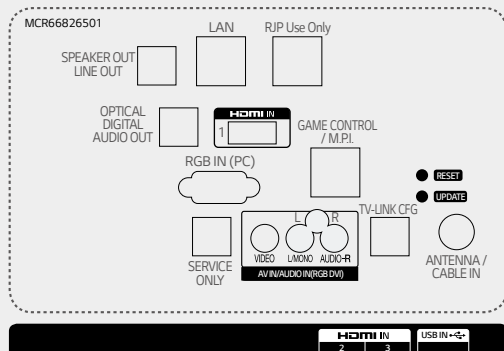 MCR66826501
LAN
RJP Use Only
SPEAKER OUT
LINE OUT
OPTICAL
DIGITAL
AUDIO OUT
HDMI IN
1
GAME CONTROL
/ M.P.I.
RGB IN (PC)
RESET
UPDATE
L R
TV-LINK CFG
VIDEO L/MONO AUDIO-R
SERVICE
ONLY
AV IN/AUDIO IN(RGB DVI)
ANTENNA /
CABLE IN
HDMI IN
USB IN
2 3